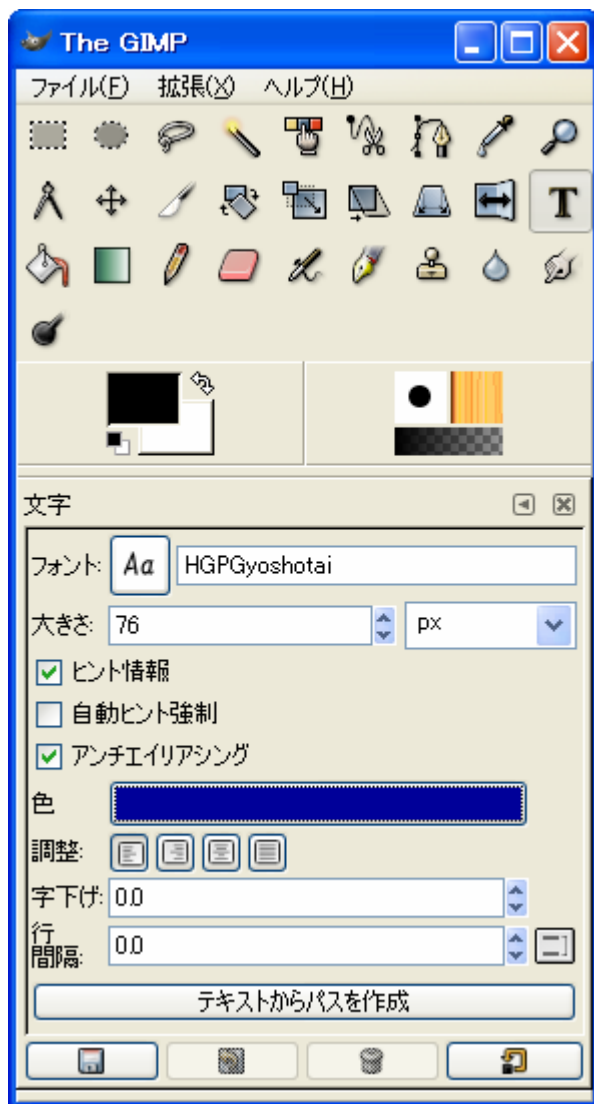 The GIMP
ファイル(F) 拡張(X) ヘルプ(H)
文字
フォント: Aa HGPGyoshotai
大きさ: 76 px
ヒント情報
自動ヒント強制
アンチエイリアシング
色
調整:
字下げ: 0.0
行
間隔: 0.0
テキストからパスを作成